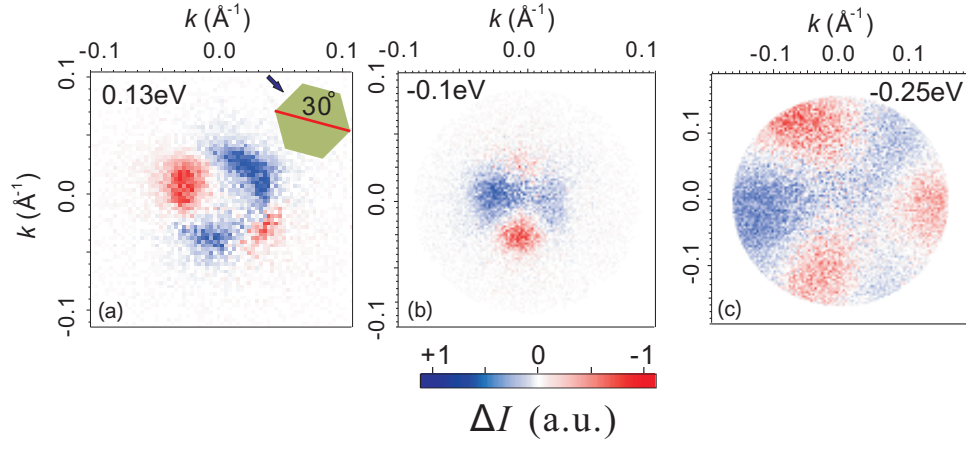 k (Å⁻¹)
-0.1 0.0 0.1
k (Å⁻¹)
-0.1 0.0 0.1
k (Å⁻¹)
-0.1 0.0 0.1
k (Å⁻¹)
0.1
0.0
-0.1
0.13eV
30°
(a)
0.1
0.0
-0.1
-0.1eV
(b)
0.1
0.0
-0.1
-0.25eV
(c)
+1 0 -1
ΔI (a.u.)